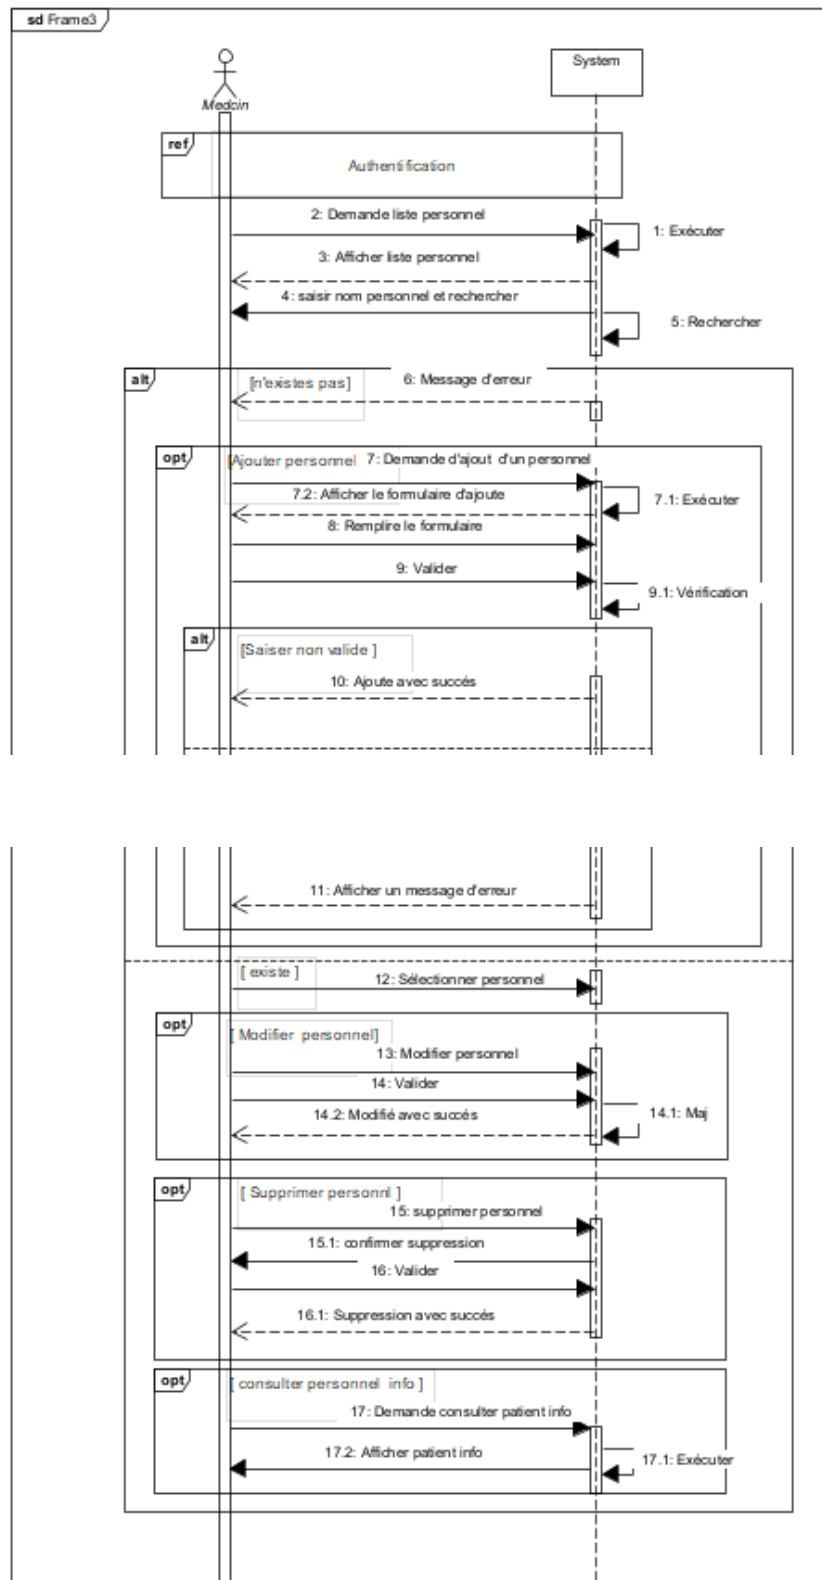 sd Frame3
System
Medcin
ref
Authentification
2: Demande liste personnel
1: Exécuter
3: Afficher liste personnel
4: saisir nom personnel et rechercher
5: Rechercher
alt
[n'existes pas]
6: Message d'erreur
opt
[Ajouter personnel
7: Demande d'ajout d'un personnel
7.2: Afficher le formulaire d'ajoute
7.1: Exécuter
8: Remplire le formulaire
9: Valider
9.1: Vérification
alt
[Saiser non valide ]
10: Ajoute avec succés
11: Afficher un message d'erreur
[ existe ]
12: Sélectionner personnel
opt
[ Modifier personnel]
13: Modifier personnel
14: Valider
14.2: Modifié avec succés
14.1: Maj
opt
[ Supprimer personnl ]
15: supprimer personnel
15.1: confirmer suppression
16: Valider
16.1: Suppression avec succés
opt
[ consulter personnel info ]
17: Demande consulter patient info
17.2: Afficher patient info
17.1: Exécuter